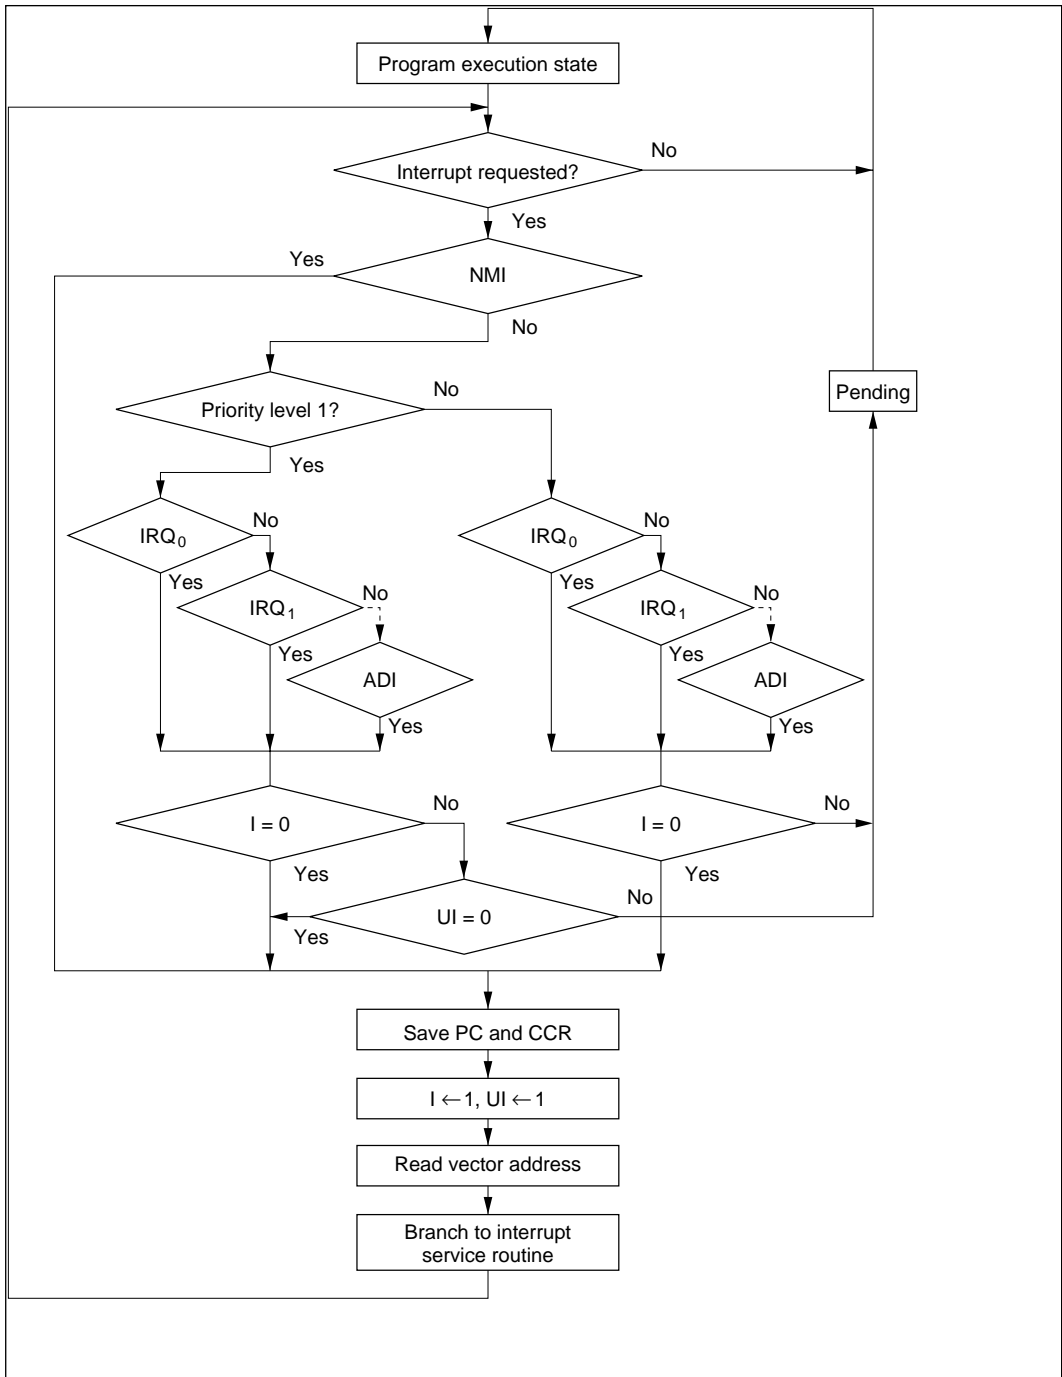 Program execution state
Interrupt requested?
No
Yes
Yes
NMI
No
Priority level 1?
No
Pending
Yes
IRQ0
No
IRQ0
No
Yes
IRQ1
No
Yes
IRQ1
No
Yes
ADI
Yes
ADI
Yes
Yes
I = 0
No
I = 0
No
Yes
Yes
UI = 0
No
Yes
Save PC and CCR
I ← 1, UI ← 1
Read vector address
Branch to interrupt
service routine